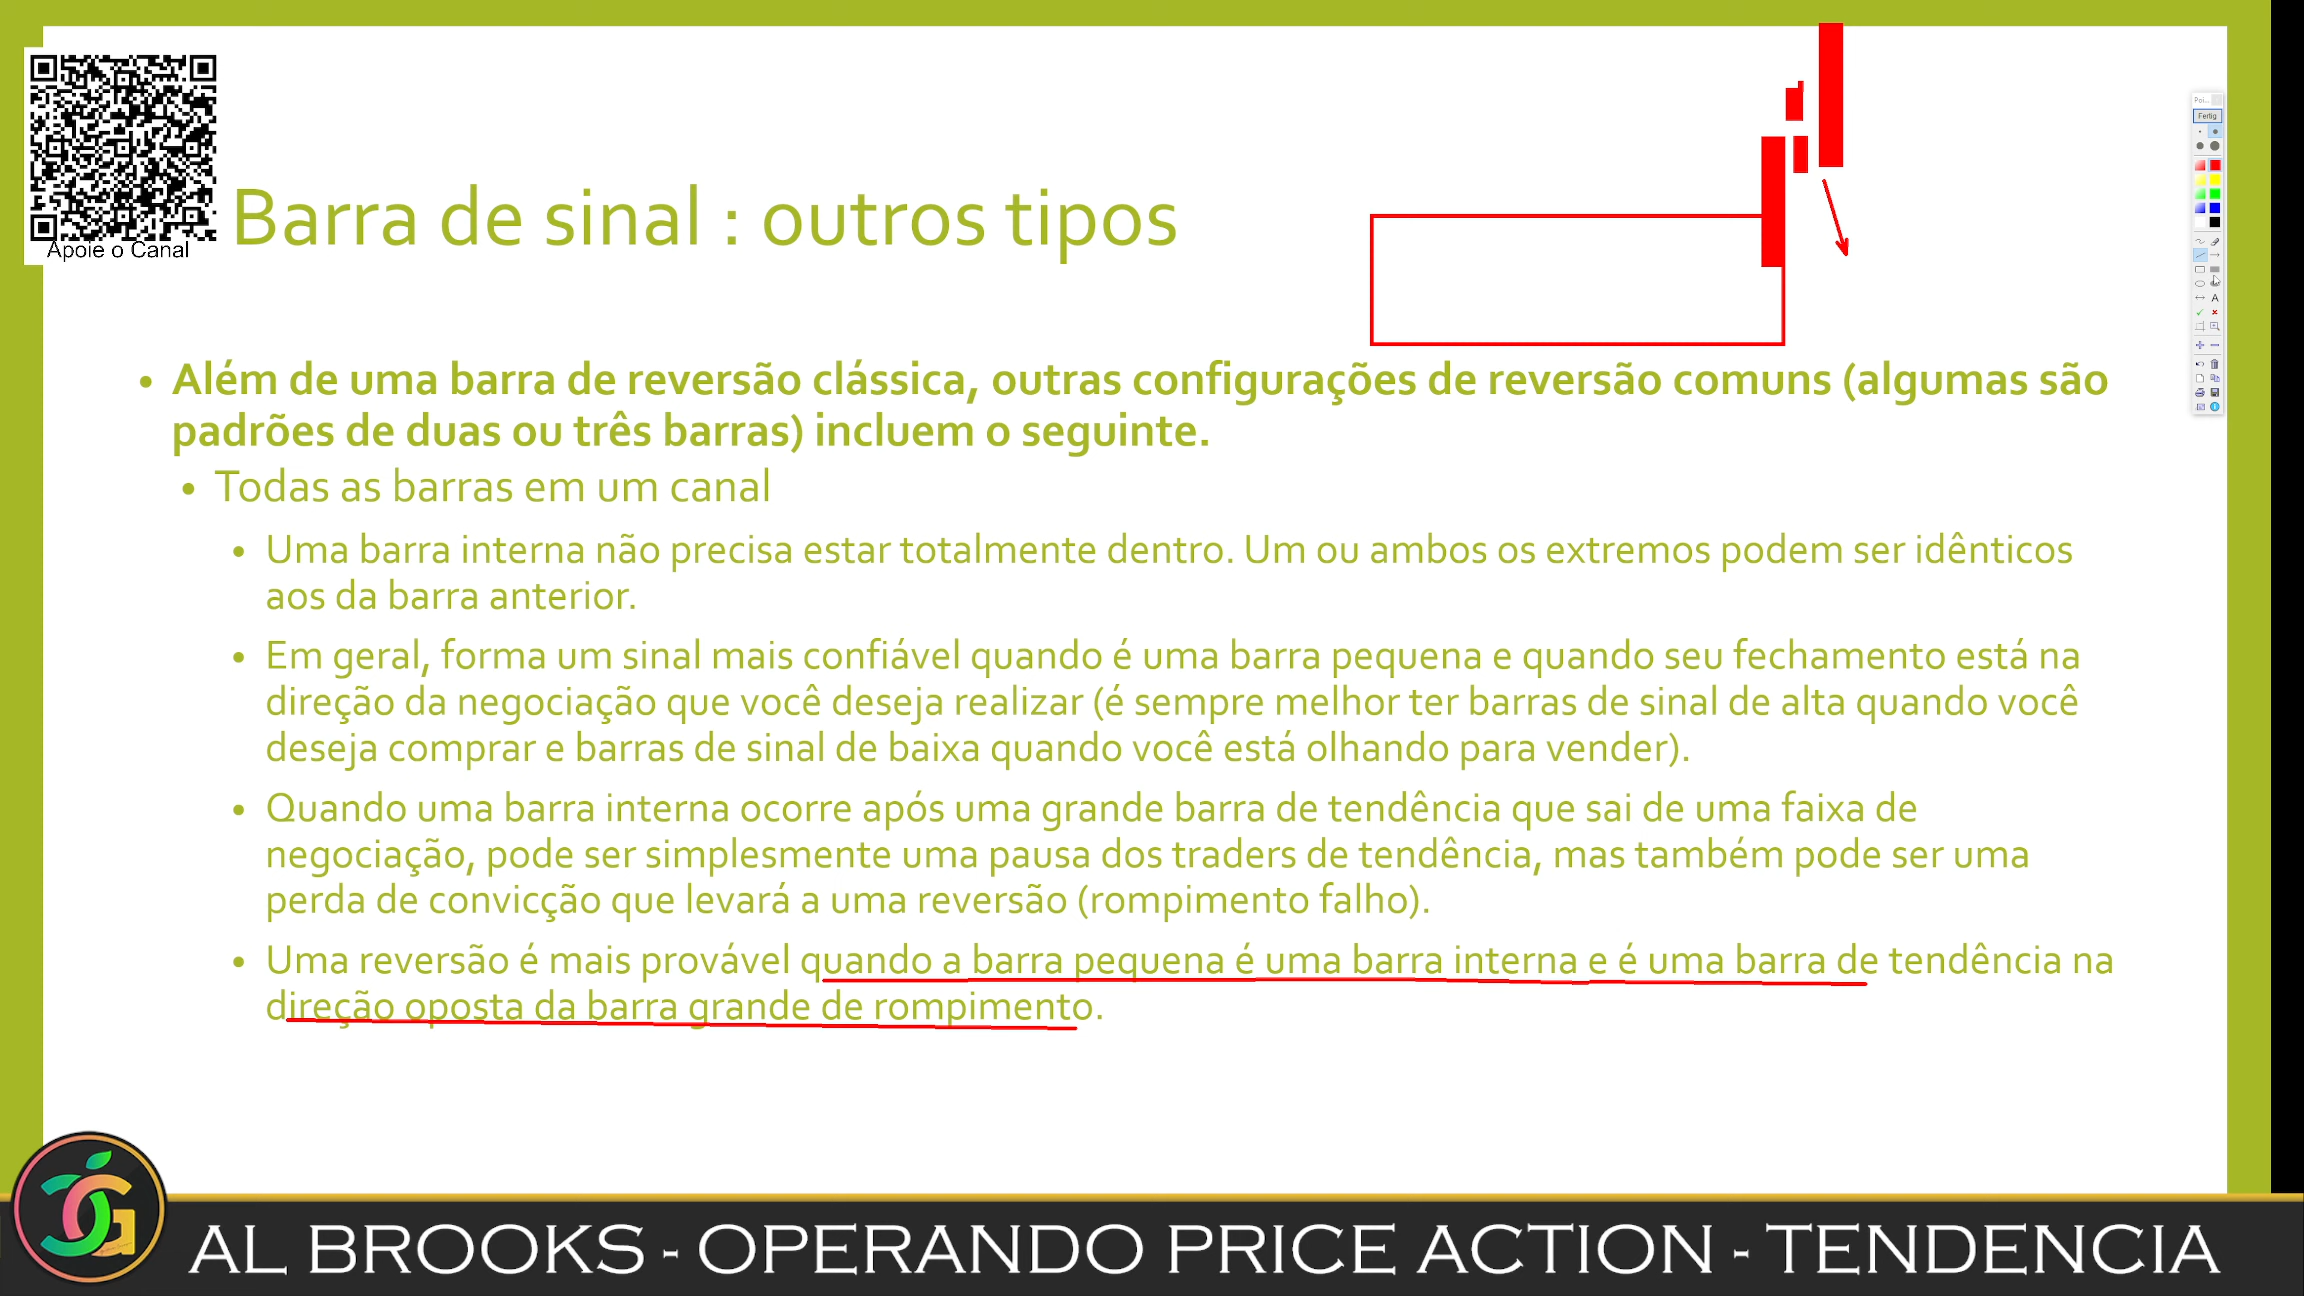 Apoie o Canal
Barra de sinal : outros tipos
Poi...
Fertig
A
• Além de uma barra de reversão clássica, outras configurações de reversão comuns (algumas são
padrões de duas ou três barras) incluem o seguinte.
• Todas as barras em um canal
• Uma barra interna não precisa estar totalmente dentro. Um ou ambos os extremos podem ser idênticos
aos da barra anterior.
• Em geral, forma um sinal mais confiável quando é uma barra pequena e quando seu fechamento está na
direção da negociação que você deseja realizar (é sempre melhor ter barras de sinal de alta quando você
deseja comprar e barras de sinal de baixa quando você está olhando para vender).
• Quando uma barra interna ocorre após uma grande barra de tendência que sai de uma faixa de
negociação, pode ser simplesmente uma pausa dos traders de tendência, mas também pode ser uma
perda de convicção que levará a uma reversão (rompimento falho).
• Uma reversão é mais provável quando a barra pequena é uma barra interna e é uma barra de tendência na
direção oposta da barra grande de rompimento.
AL BROOKS - OPERANDO PRICE ACTION - TENDENCIA